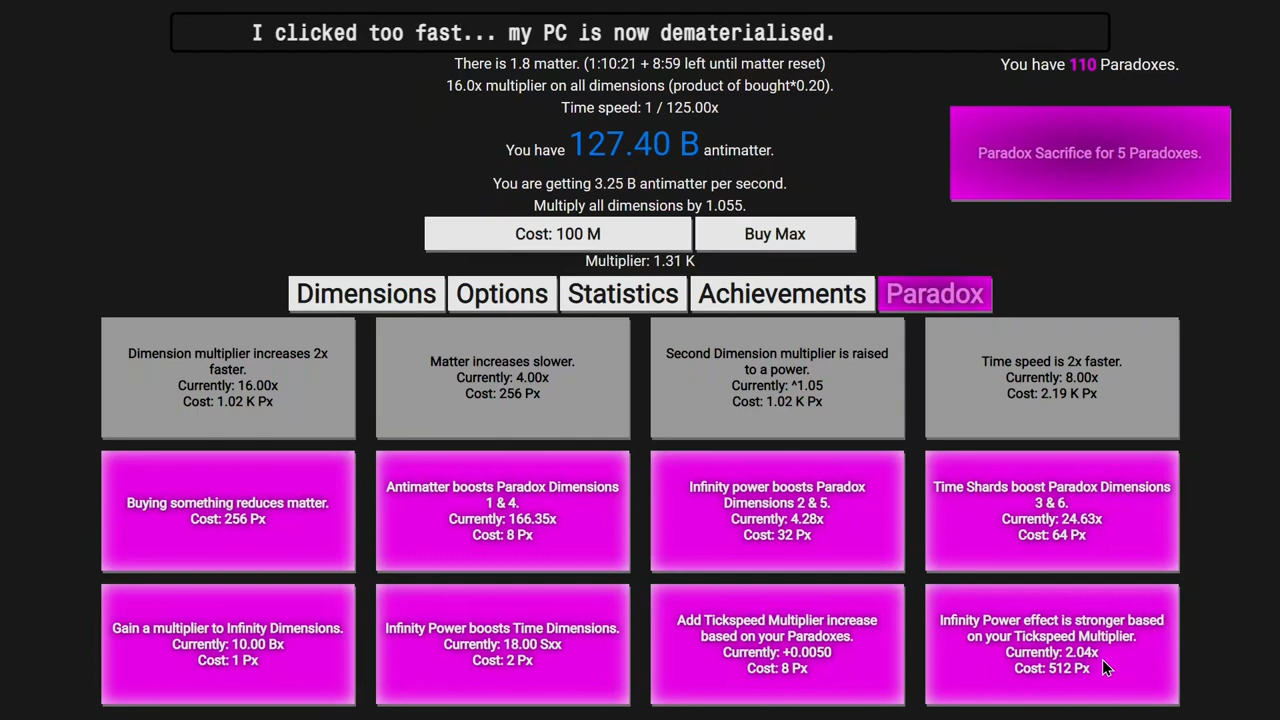 I clicked too fast... my PC is now dematerialised.
There is 1.8 matter. (1:10:21 + 8:59 left until matter reset)
You have 110 Paradoxes.
16.0x multiplier on all dimensions (product of bought*0.20).
Time speed: 1 / 125.00x
You have 127.40 B antimatter.
Paradox Sacrifice for 5 Paradoxes.
You are getting 3.25 B antimatter per second.
Multiply all dimensions by 1.055.
Cost: 100 M
Buy Max
Multiplier: 1.31 K
Dimensions
Options
Statistics
Achievements
Paradox
Dimension multiplier increases 2x
faster.
Currently: 16.00x
Cost: 1.02 K Px
Matter increases slower.
Currently: 4.00x
Cost: 256 Px
Second Dimension multiplier is raised
to a power.
Currently: ^1.05
Cost: 1.02 K Px
Time speed is 2x faster.
Currently: 8.00x
Cost: 2.19 K Px
Buying something reduces matter.
Cost: 256 Px
Antimatter boosts Paradox Dimensions
1 & 4.
Currently: 166.35x
Cost: 8 Px
Infinity power boosts Paradox
Dimensions 2 & 5.
Currently: 4.28x
Cost: 32 Px
Time Shards boost Paradox Dimensions
3 & 6.
Currently: 24.63x
Cost: 64 Px
Gain a multiplier to Infinity Dimensions.
Currently: 10.00 Bx
Cost: 1 Px
Infinity Power boosts Time Dimensions.
Currently: 18.00 Sxx
Cost: 2 Px
Add Tickspeed Multiplier increase
based on your Paradoxes.
Currently: +0.0050
Cost: 8 Px
Infinity Power effect is stronger based
on your Tickspeed Multiplier.
Currently: 2.04x
Cost: 512 Px